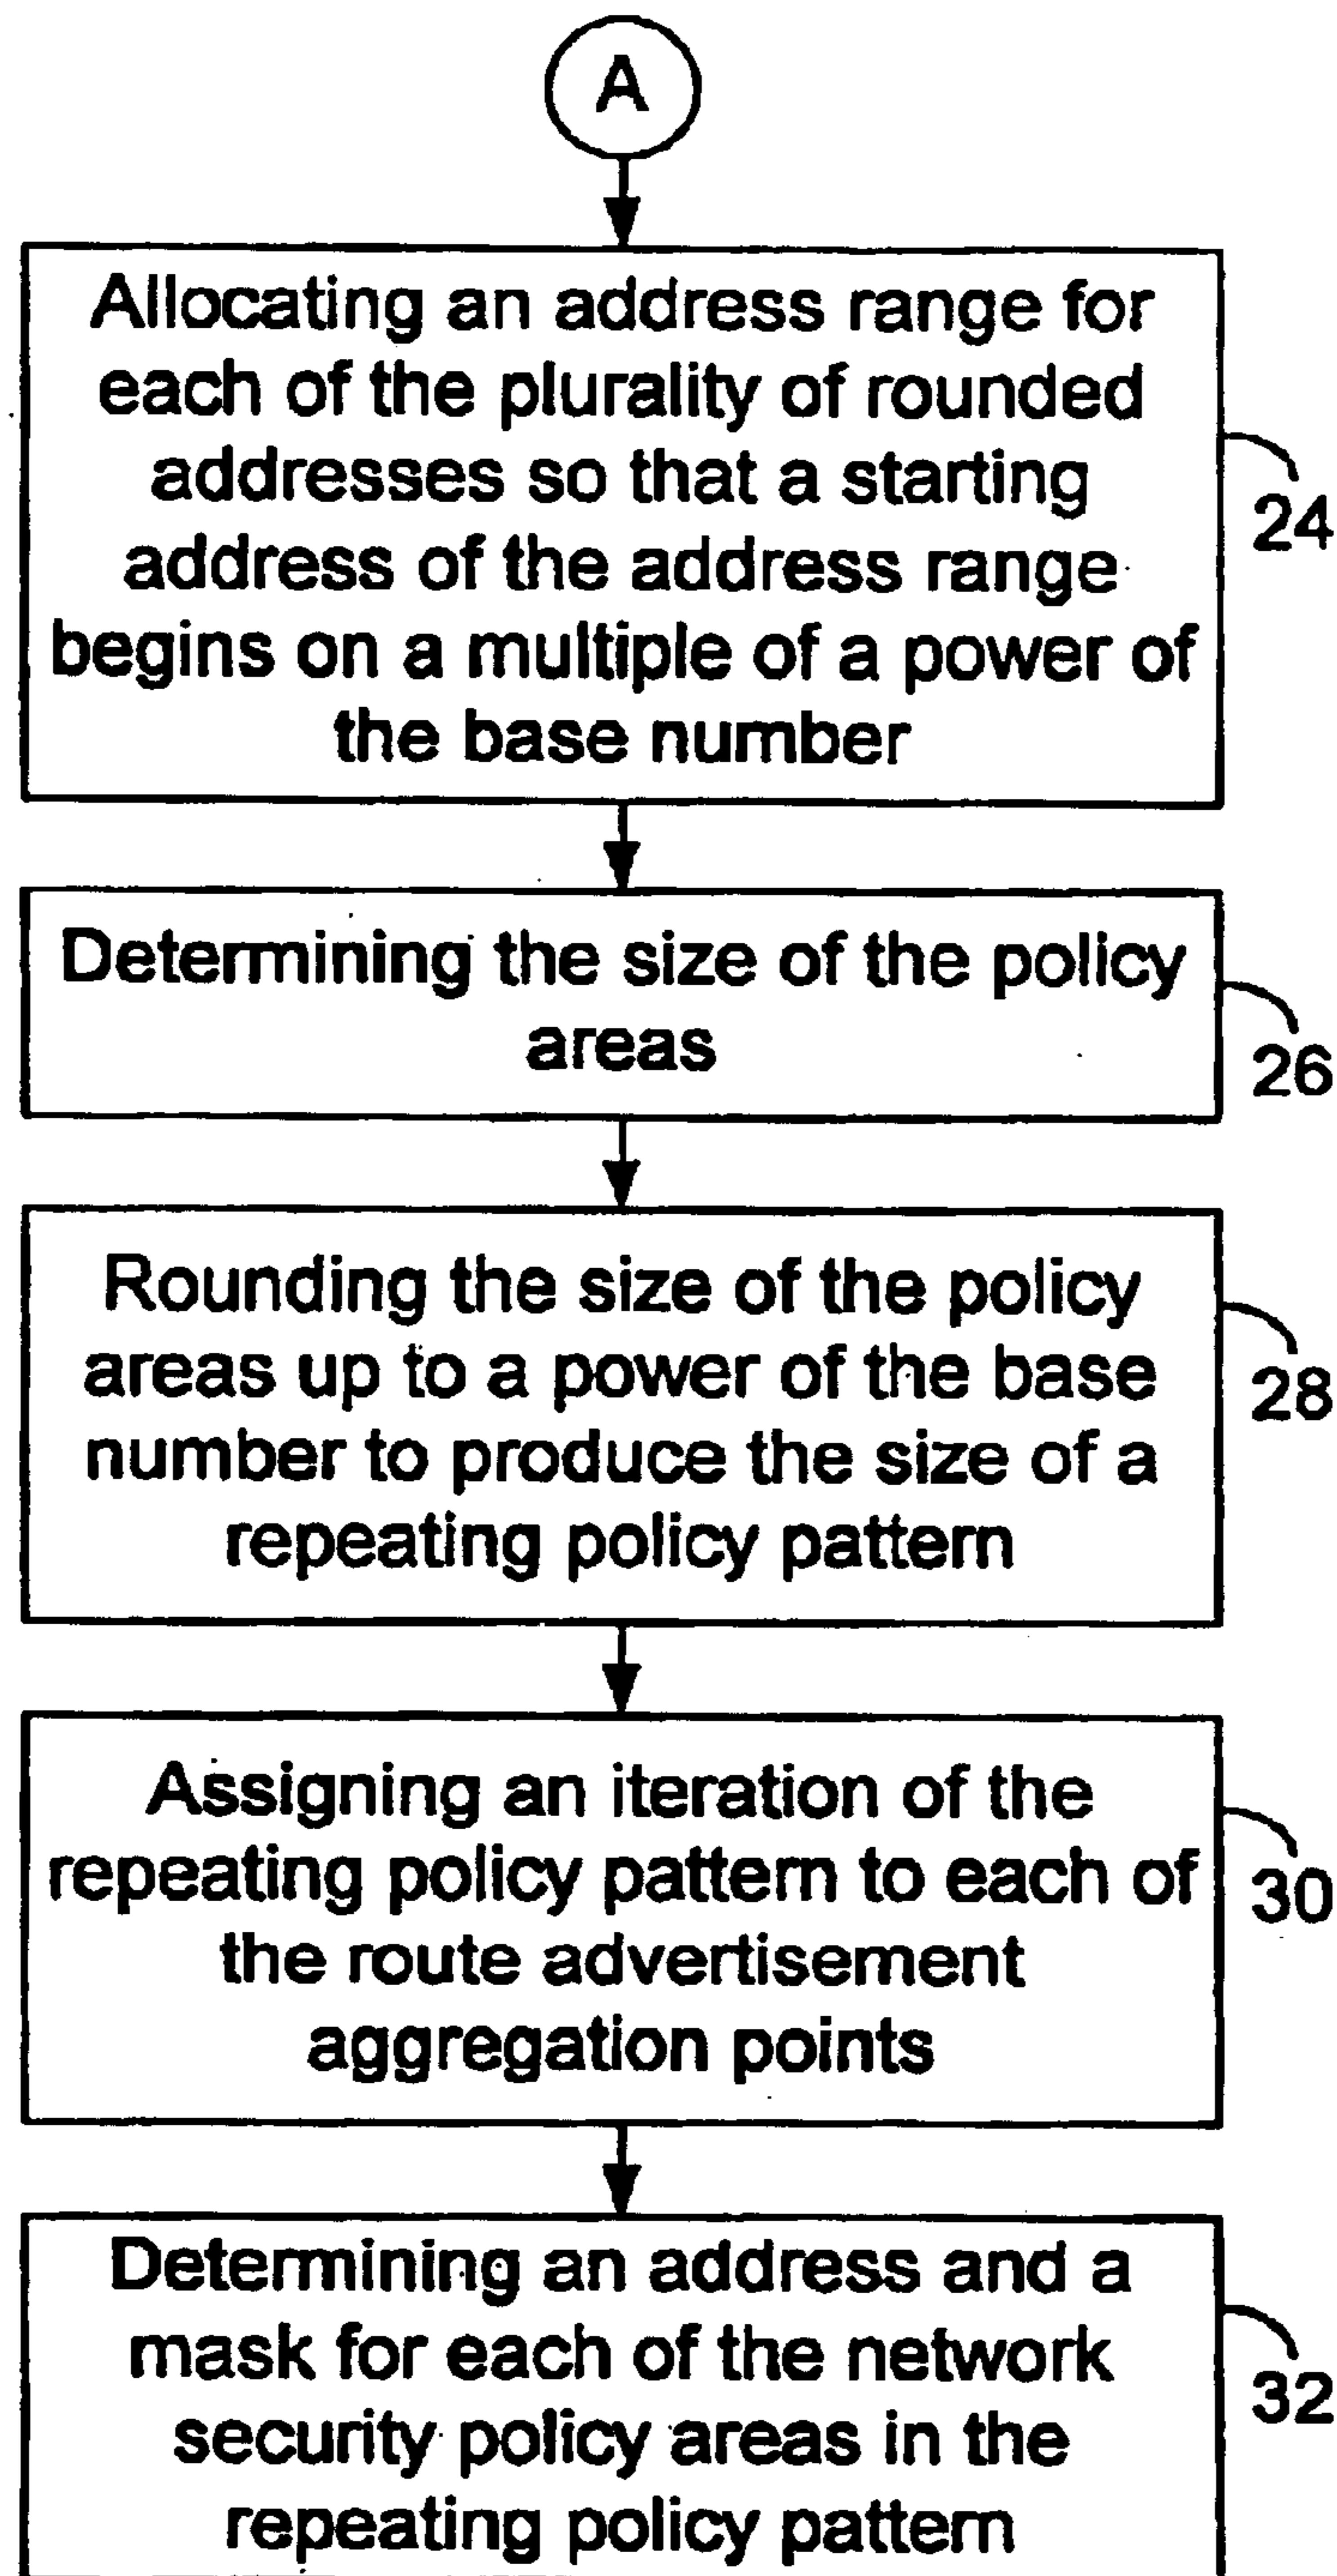 A
Allocating an address range for
each of the plurality of rounded
addresses so that a starting
address of the address range
begins on a multiple of a power of
the base number
24
Determining the size of the policy
areas
26
Rounding the size of the policy
areas up to a power of the base
number to produce the size of a
repeating policy pattern
28
Assigning an iteration of the
repeating policy pattern to each of
the route advertisement
aggregation points
30
Determining an address and a
mask for each of the network
security policy areas in the
repeating policy pattern
32